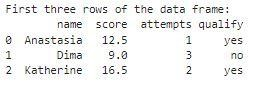 First three rows of the data frame:
        name  score  attempts qualify
0  Anastasia   12.5         1     yes
1       Dima    9.0         3      no
2  Katherine   16.5         2     yes